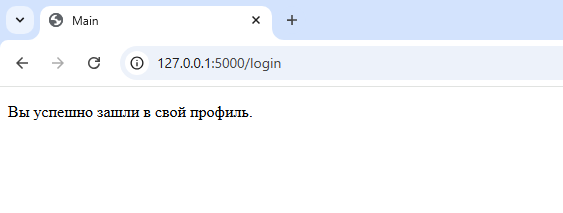 Main
127.0.0.1:5000/login
Вы успешно зашли в свой профиль.